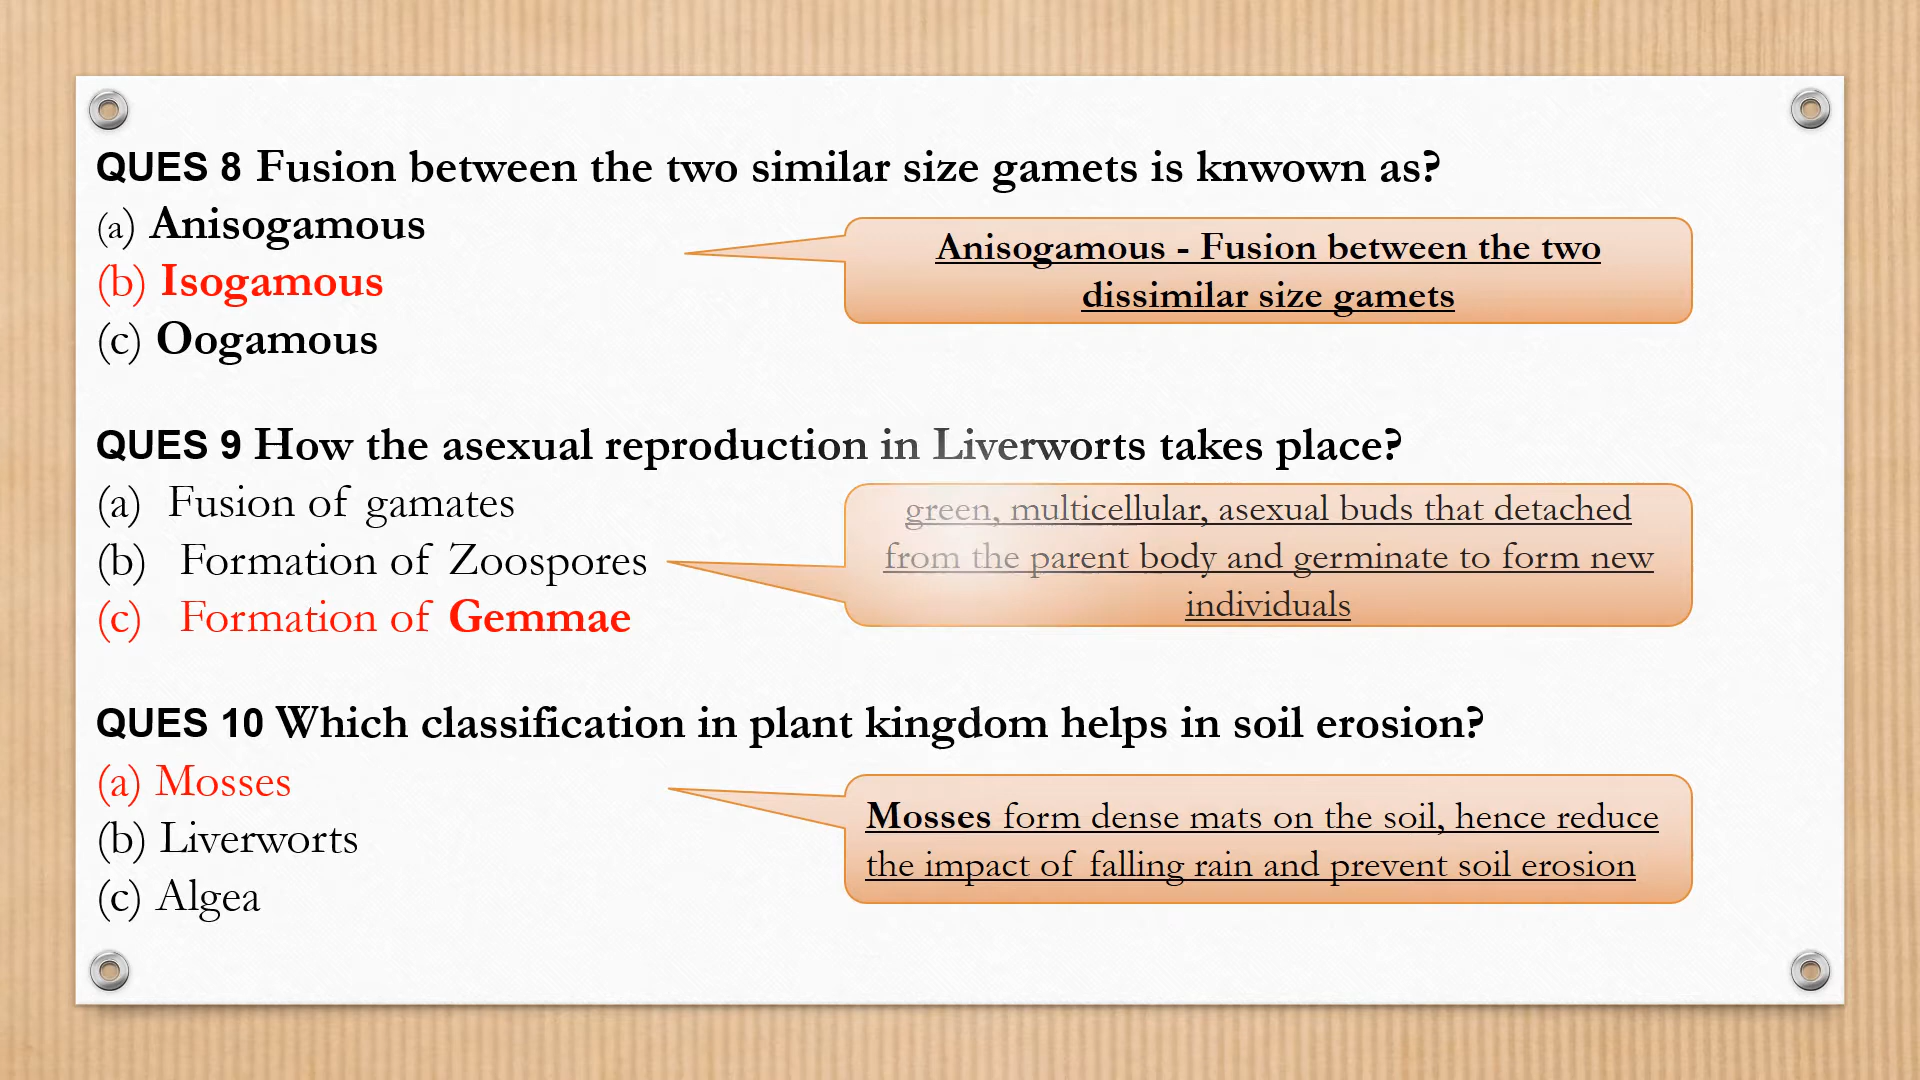 QUES 8 Fusion between the two similar size gamets is knwown as?
(a) Anisogamous
(b) Isogamous
(c) Oogamous
Anisogamous - Fusion between the two
dissimilar size gamets
QUES 9 How the asexual reproduction in Liverworts takes place?
(a) Fusion of gamates
(b) Formation of Zoospores
(c) Formation of Gemmae
green, multicellular, asexual buds that detached
from the parent body and germinate to form new
individuals
QUES 10 Which classification in plant kingdom helps in soil erosion?
(a) Mosses
(b) Liverworts
(c) Algea
Mosses form dense mats on the soil, hence reduce
the impact of falling rain and prevent soil erosion